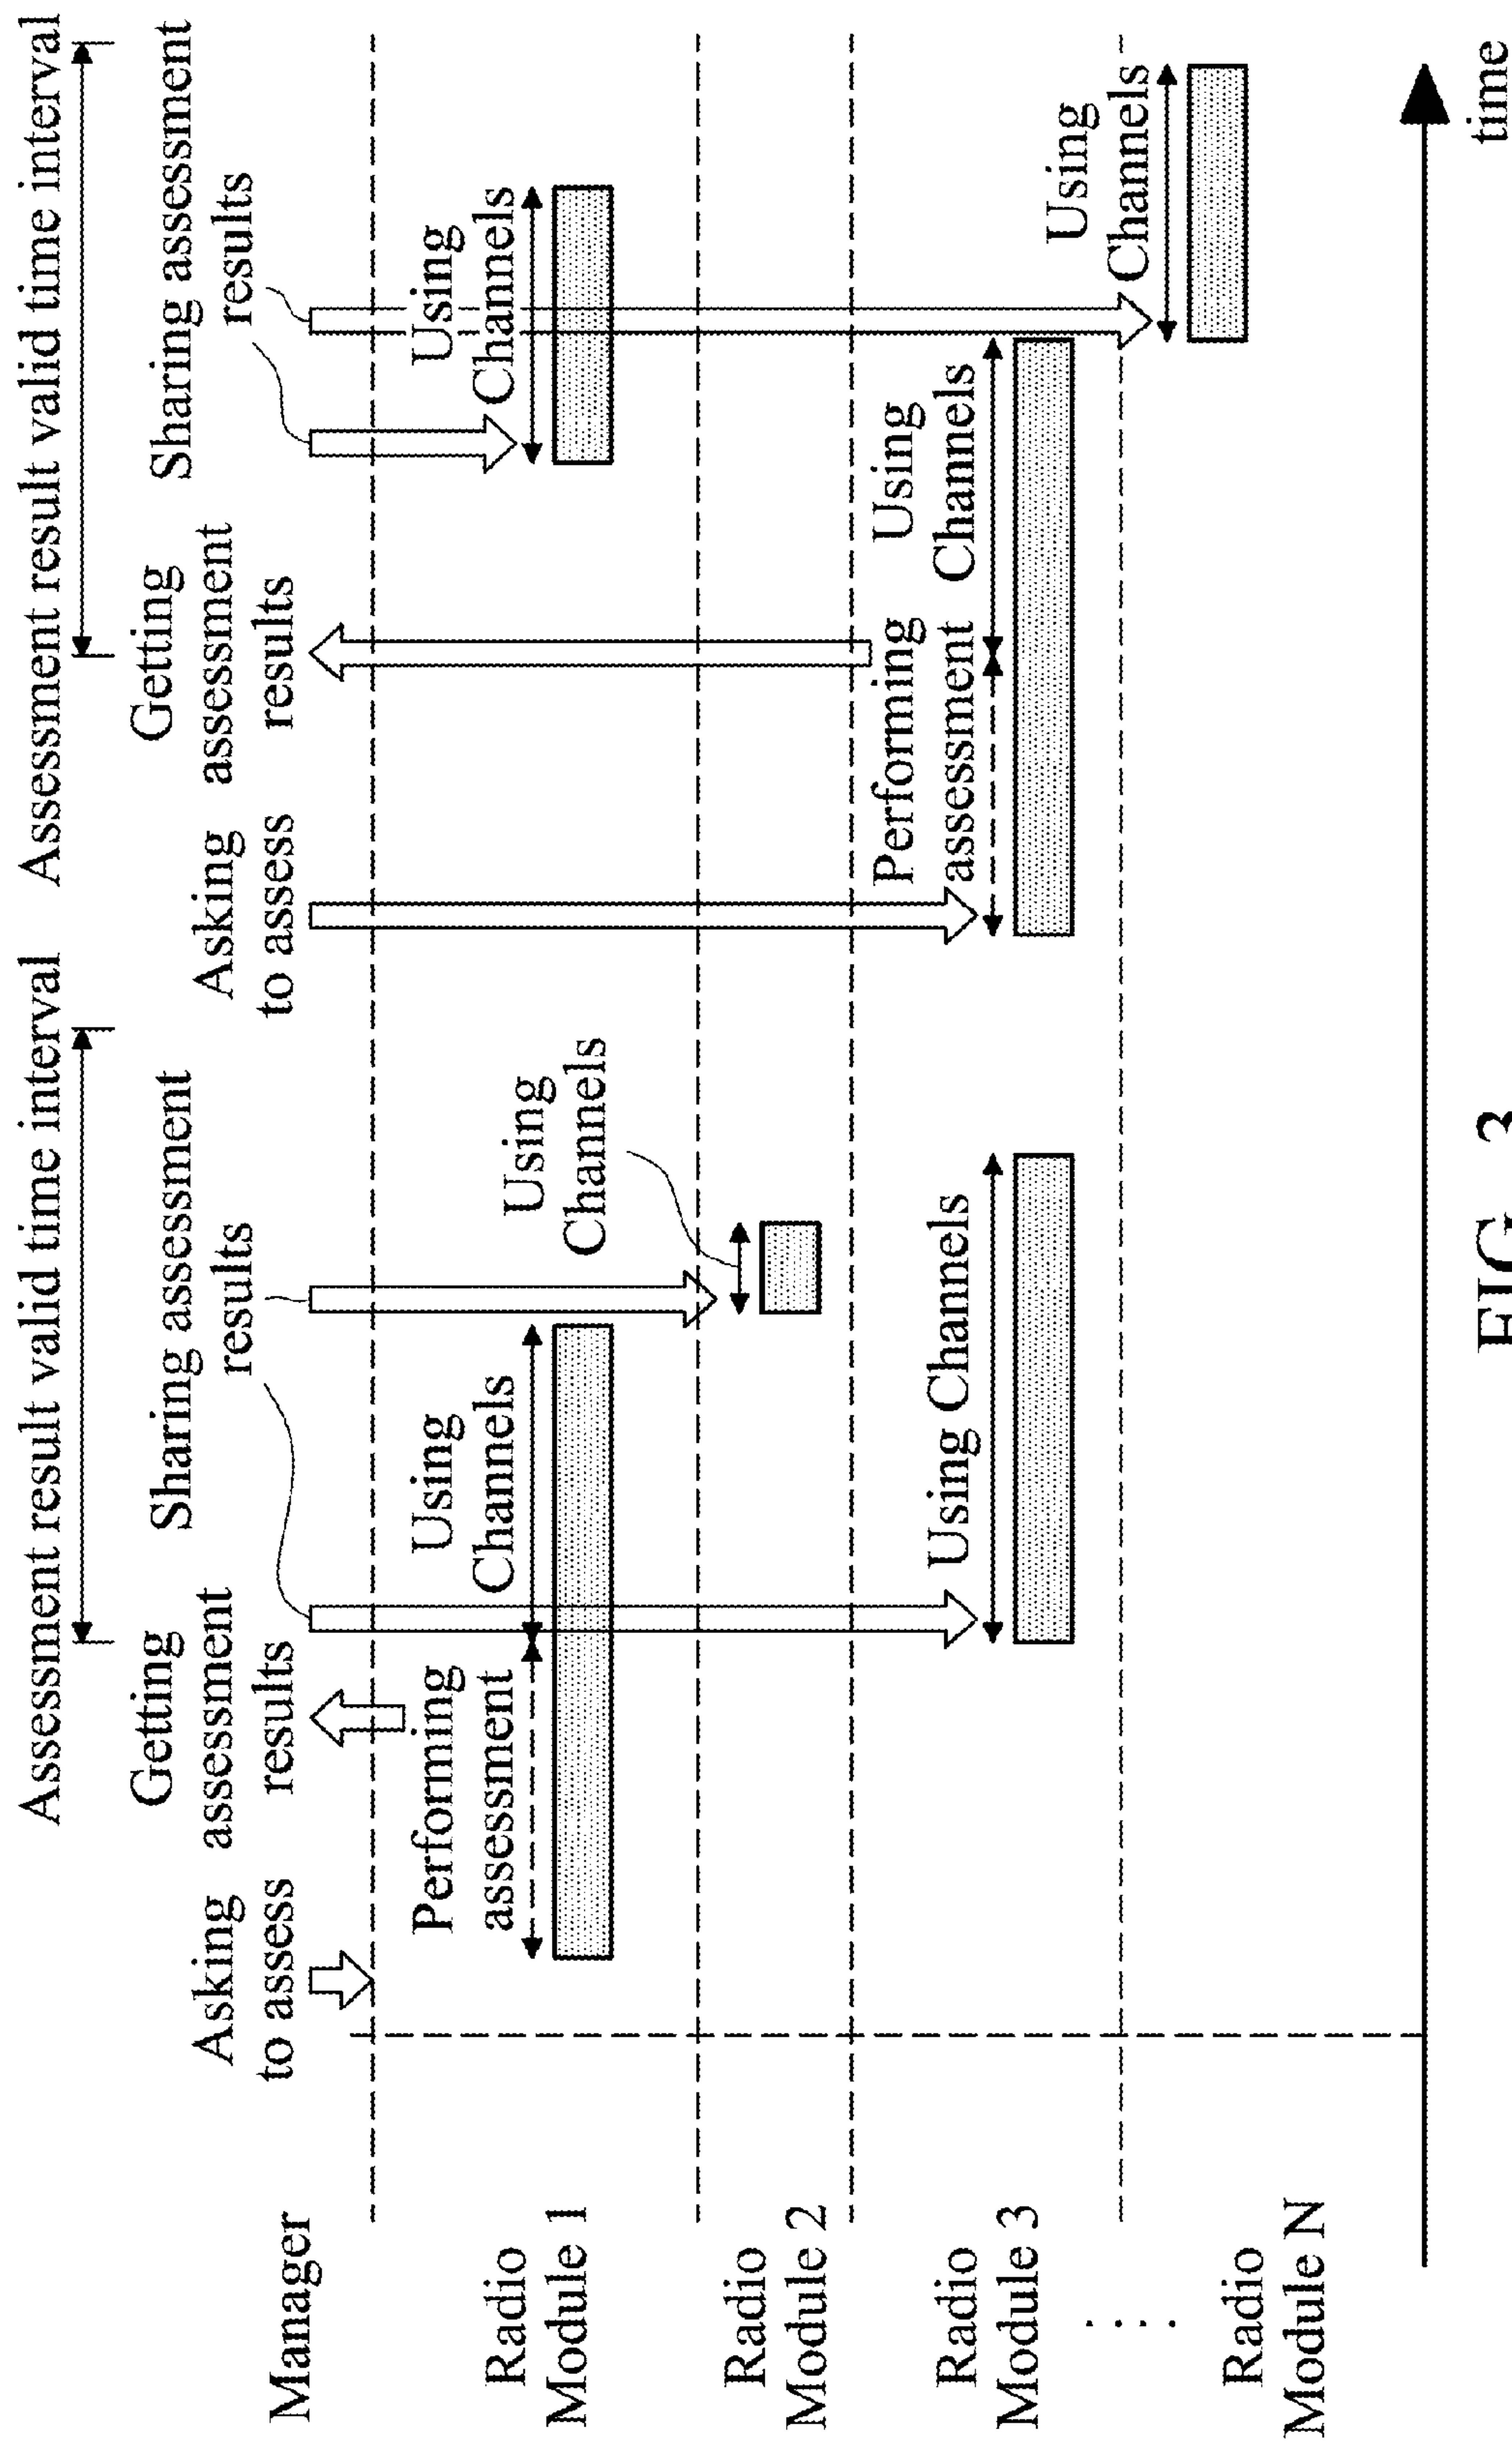 Assessment result valid time interval
Assessment result valid time interval
Asking
to assess
Getting
assessment
results
Sharing assessment
results
Asking
to assess
Getting
assessment
results
Sharing assessment
results
Manager
Radio
Module 1
Performing
assessment
Using
Channels
Using
Channels
Radio
Module 2
Using
Channels
Radio
Module 3
Using Channels
Performing
assessment
Using
Channels
. . . .
Radio
Module N
Using
Channels
time
FIG. 3